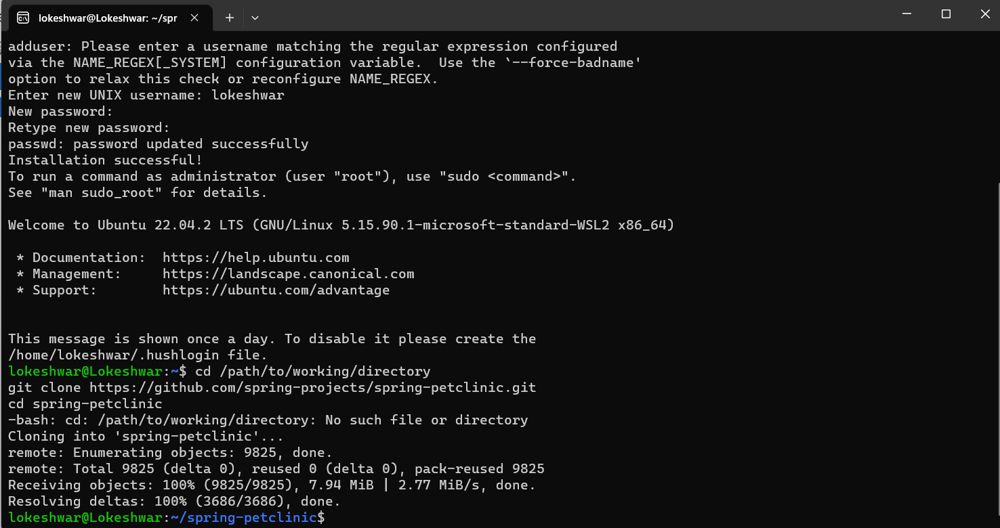 lokeshwar@Lokeshwar: ~/spr
adduser: Please enter a username matching the regular expression configured
via the NAME_REGEX[_SYSTEM] configuration variable.  Use the `--force-badname'
option to relax this check or reconfigure NAME_REGEX.
Enter new UNIX username: lokeshwar
New password:
Retype new password:
passwd: password updated successfully
Installation successful!
To run a command as administrator (user "root"), use "sudo <command>".
See "man sudo_root" for details.
Welcome to Ubuntu 22.04.2 LTS (GNU/Linux 5.15.90.1-microsoft-standard-WSL2 x86_64)
 * Documentation:  https://help.ubuntu.com
 * Management:     https://landscape.canonical.com
 * Support:        https://ubuntu.com/advantage
This message is shown once a day. To disable it please create the
/home/lokeshwar/.hushlogin file.
lokeshwar@Lokeshwar:~$ cd /path/to/working/directory
git clone https://github.com/spring-projects/spring-petclinic.git
cd spring-petclinic
-bash: cd: /path/to/working/directory: No such file or directory
Cloning into 'spring-petclinic'...
remote: Enumerating objects: 9825, done.
remote: Total 9825 (delta 0), reused 0 (delta 0), pack-reused 9825
Receiving objects: 100% (9825/9825), 7.94 MiB | 2.77 MiB/s, done.
Resolving deltas: 100% (3686/3686), done.
lokeshwar@Lokeshwar:~/spring-petclinic$